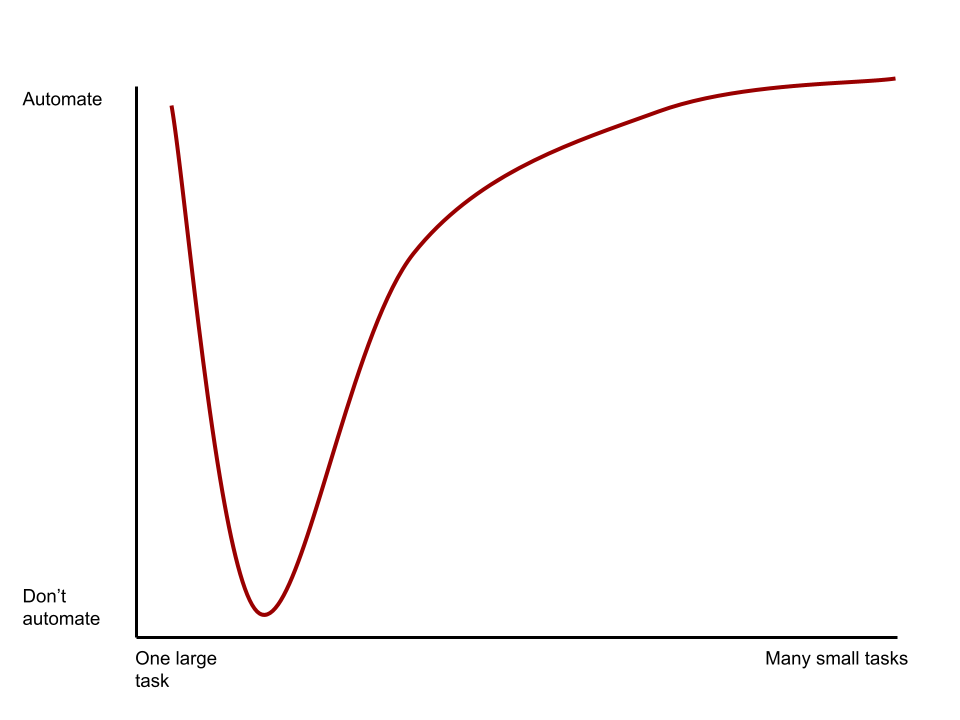 Automate
Don’t
automate
One large
task
Many small tasks